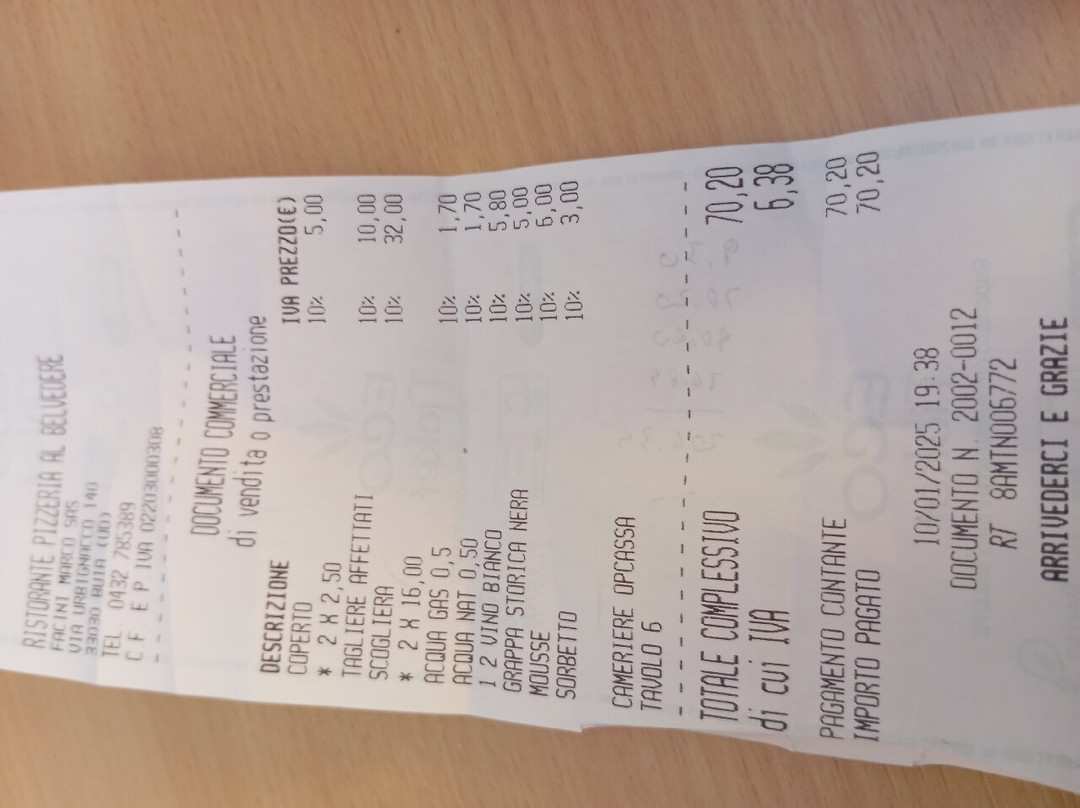 RISTORANTE PIZZERIA AL BELVEDERE
FACINI MARCO SAS
VIA URBIGNACCO 140
33030 BUIA (UD)
TEL. 0432 785389
C F E P IVA 02203000308
DOCUMENTO COMMERCIALE
di vendita o prestazione
DESCRIZIONE IVA PREZZO(€)
COPERTO 10% 5,00
* 2 X 2,50
TAGLIERE AFFETTATI 10% 10,00
SCOGLIERA 10% 32,00
* 2 X 16,00
ACQUA GAS 0,5 10% 1,70
ACQUA NAT 0,50 10% 1,70
1 2 VINO BIANCO 10% 5,80
GRAPPA STORICA NERA 10% 5,00
MOUSSE 10% 6,00
SORBETTO 10% 3,00
CAMERIERE OPCASSA
TAVOLO 6
TOTALE COMPLESSIVO 70,20
di cui IVA 6,38
PAGAMENTO CONTANTE 70,20
IMPORTO PAGATO 70,20
10/01/2025 19:38
DOCUMENTO N. 2002-0012
RT 8AMTN006772
ARRIVEDERCI E GRAZIE